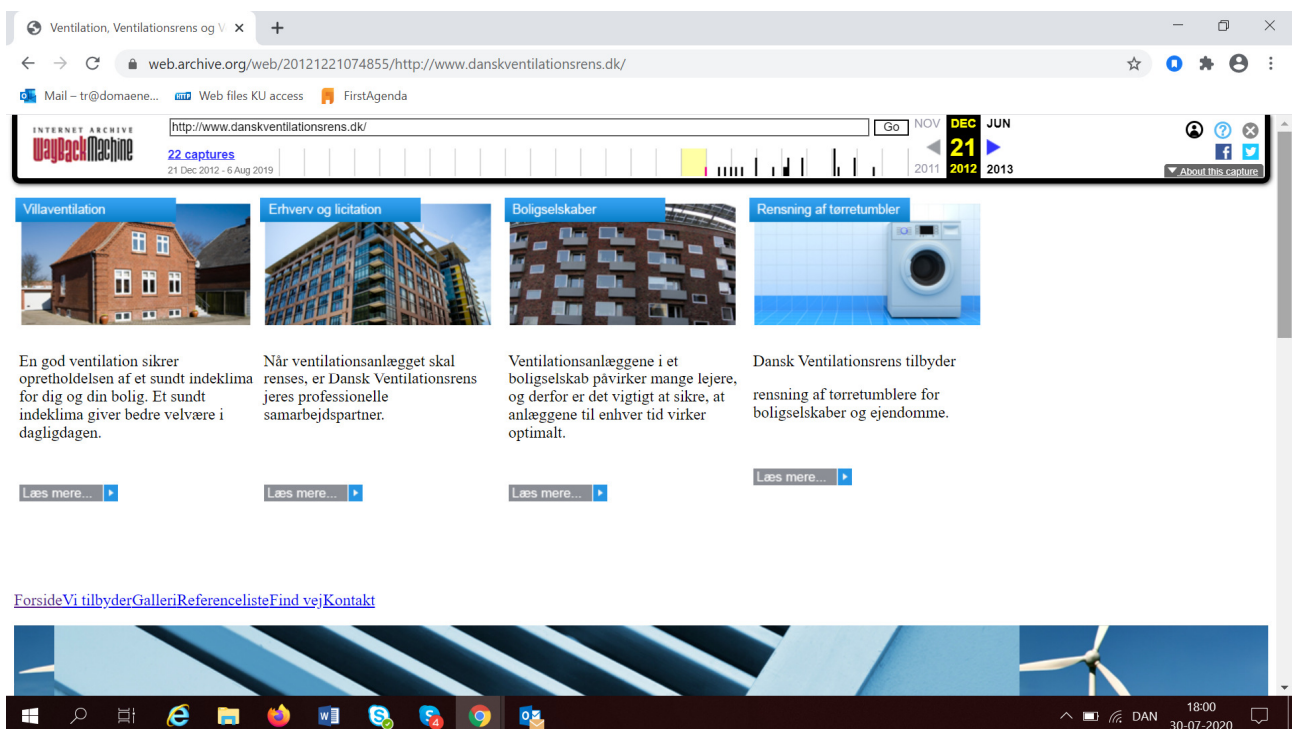 Ventilation, Ventilationsrens og V
web.archive.org/web/20121221074855/http://www.danskventilationsrens.dk/
Mail – tr@domaene... Web files KU access FirstAgenda
INTERNET ARCHIVE
WayBackMachine
http://www.danskventilationsrens.dk/
Go
22 captures
21 Dec 2012 - 6 Aug 2019
NOV DEC JUN
21
2011 2012 2013
About this capture
Villaventilation
En god ventilation sikrer
opretholdelsen af et sundt indeklima
for dig og din bolig. Et sundt
indeklima giver bedre velvære i
dagligdagen.
Læs mere...
Erhverv og licitation
Når ventilationsanlægget skal
renses, er Dansk Ventilationsrens
jeres professionelle
samarbejdspartner.
Læs mere...
Boligselskaber
Ventilationsanlæggene i et
boligselskab påvirker mange lejere,
og derfor er det vigtigt at sikre, at
anlæggene til enhver tid virker
optimalt.
Læs mere...
Rensning af tørretumbler
Dansk Ventilationsrens tilbyder
rensning af tørretumblere for
boligselskaber og ejendomme.
Læs mere...
ForsideVi tilbyderGalleriReferencelisteFind vejKontakt
4
DAN
18:00
30-07-2020